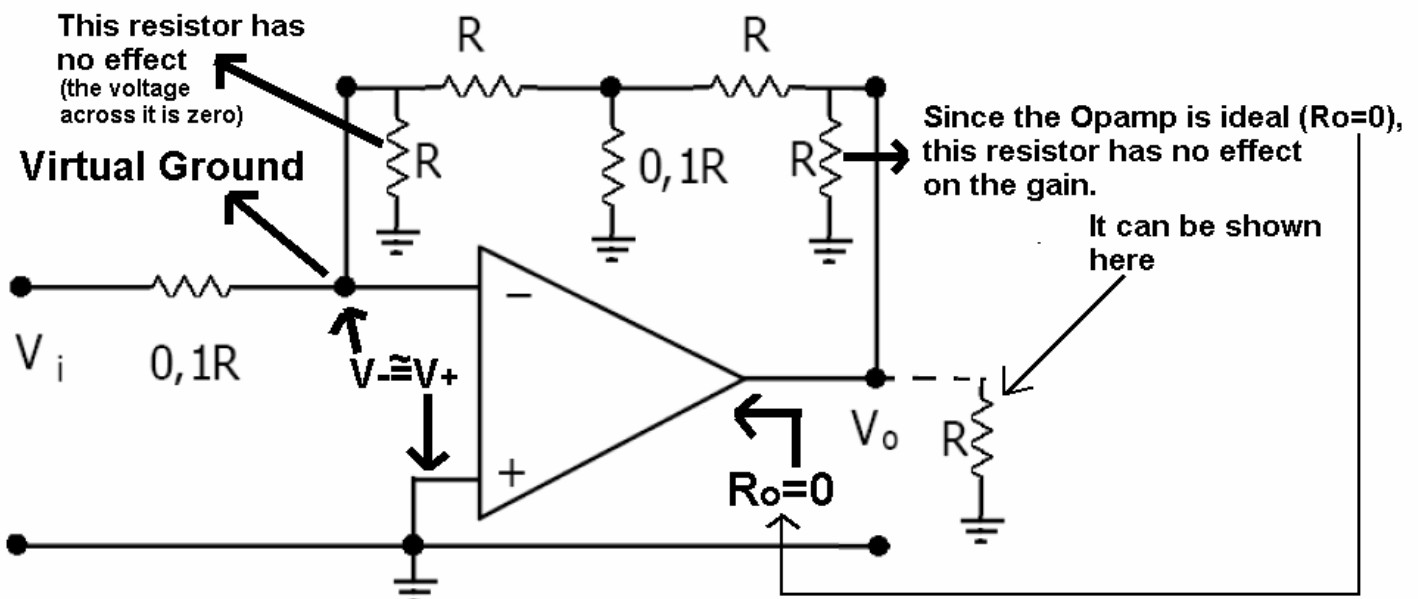 This resistor has
no effect
(the voltage
across it is zero)
R
R
Since the Opamp is ideal (Ro=0),
this resistor has no effect
on the gain.
R
0,1R
R
Virtual Ground
It can be shown
here
−
Vi
0,1R
V-≅V+
Vo
R
+
Ro=0